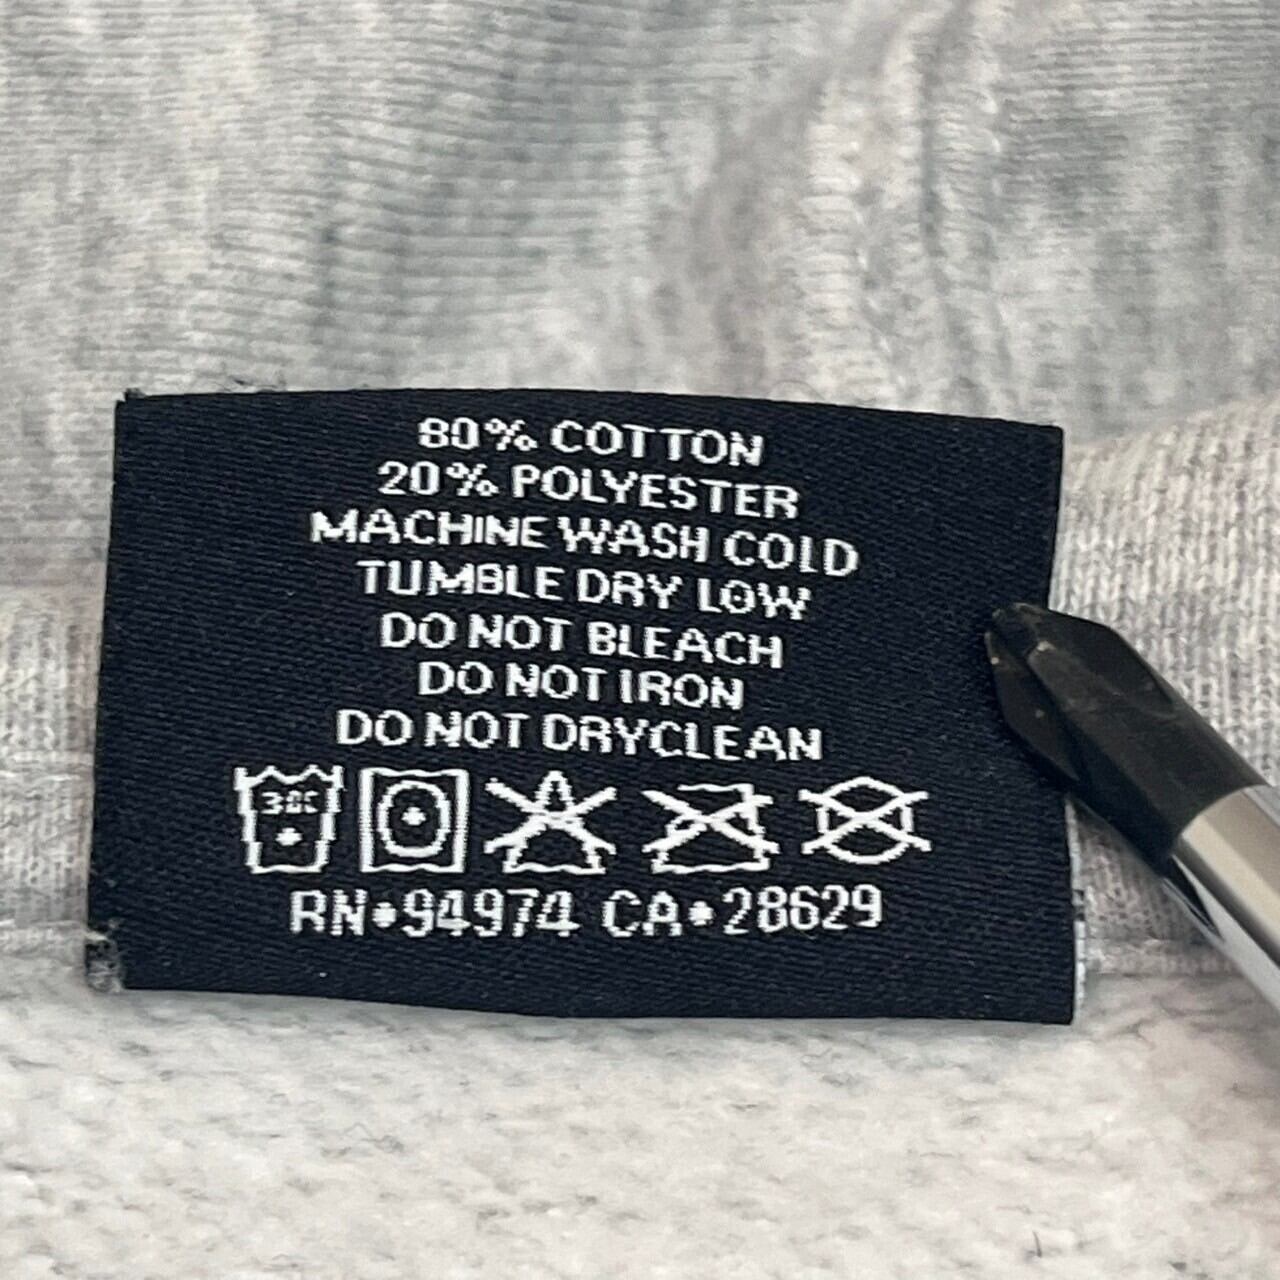 80% COTTON
20% POLYESTER
MACHINE WASH COLD
TUMBLE DRY LOW
DO NOT BLEACH
DO NOT IRON
DO NOT DRYCLEAN
30C
RN•94974 CA•28629